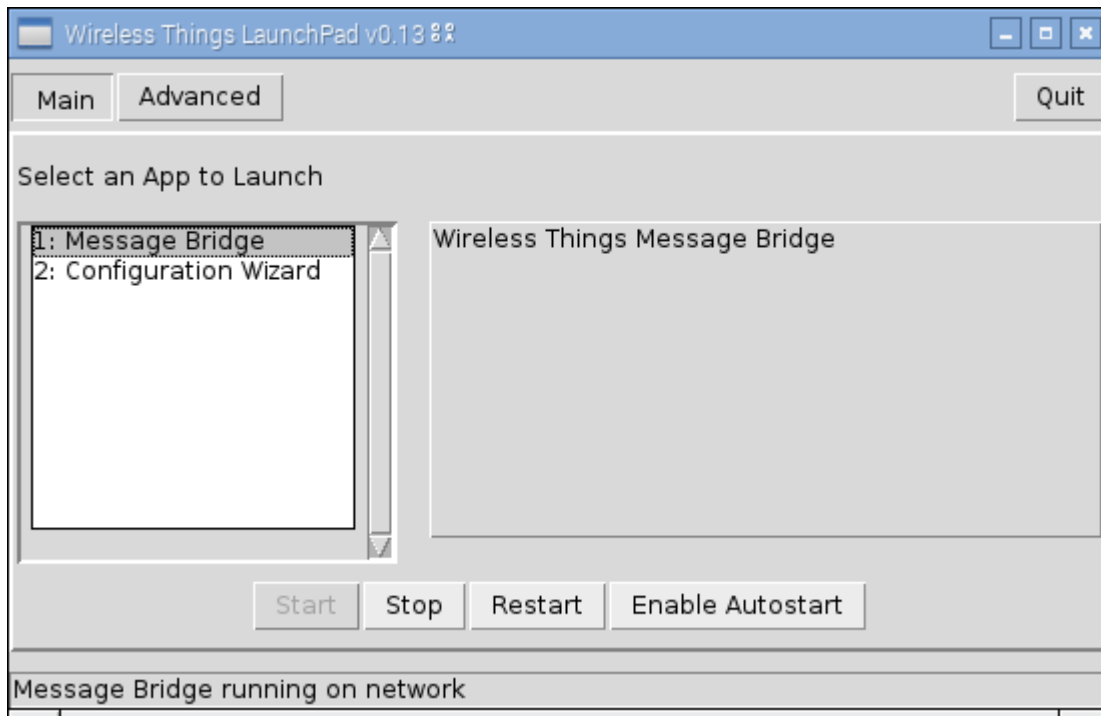 Wireless Things LaunchPad v0.13
Main Advanced Quit
Select an App to Launch
1: Message Bridge
2: Configuration Wizard
Wireless Things Message Bridge
Start Stop Restart Enable Autostart
Message Bridge running on network